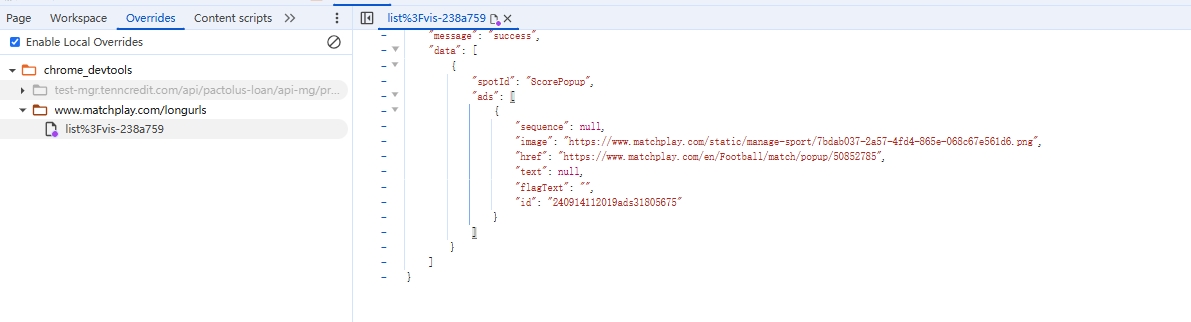 Page Workspace Overrides Content scripts
Enable Local Overrides
chrome_devtools
test-mgr.tenncredit.com/api/pactolus-loan/api-mg/pr...
www.matchplay.com/longurls
list%3Fvis-238a759
list%3Fvis-238a759
"message": "success",
"data": [
{
"spotId": "ScorePopup",
"ads": [
{
"sequence": null,
"image": "https://www.matchplay.com/static/manage-sport/7bdab037-2a57-4fd4-865e-068c67e561d6.png",
"href": "https://www.matchplay.com/en/Football/match/popup/50852785",
"text": null,
"flagText": "",
"id": "240914112019ads31805675"
}
]
}
]
}